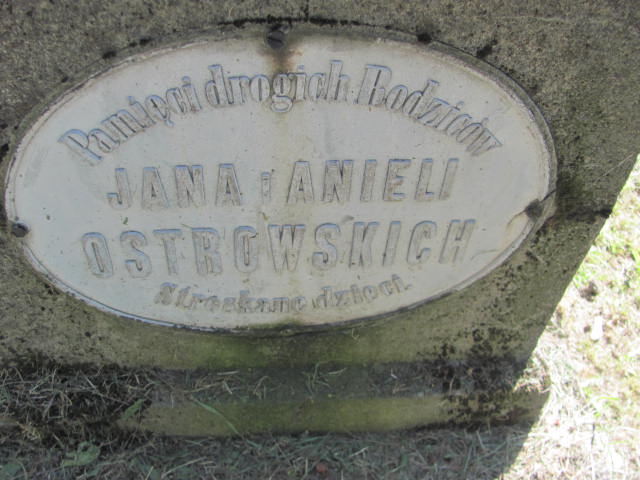 Pamięci drogich Rodziców
JANA i ANIELI
OSTROWSKICH
Stroskane dzieci.